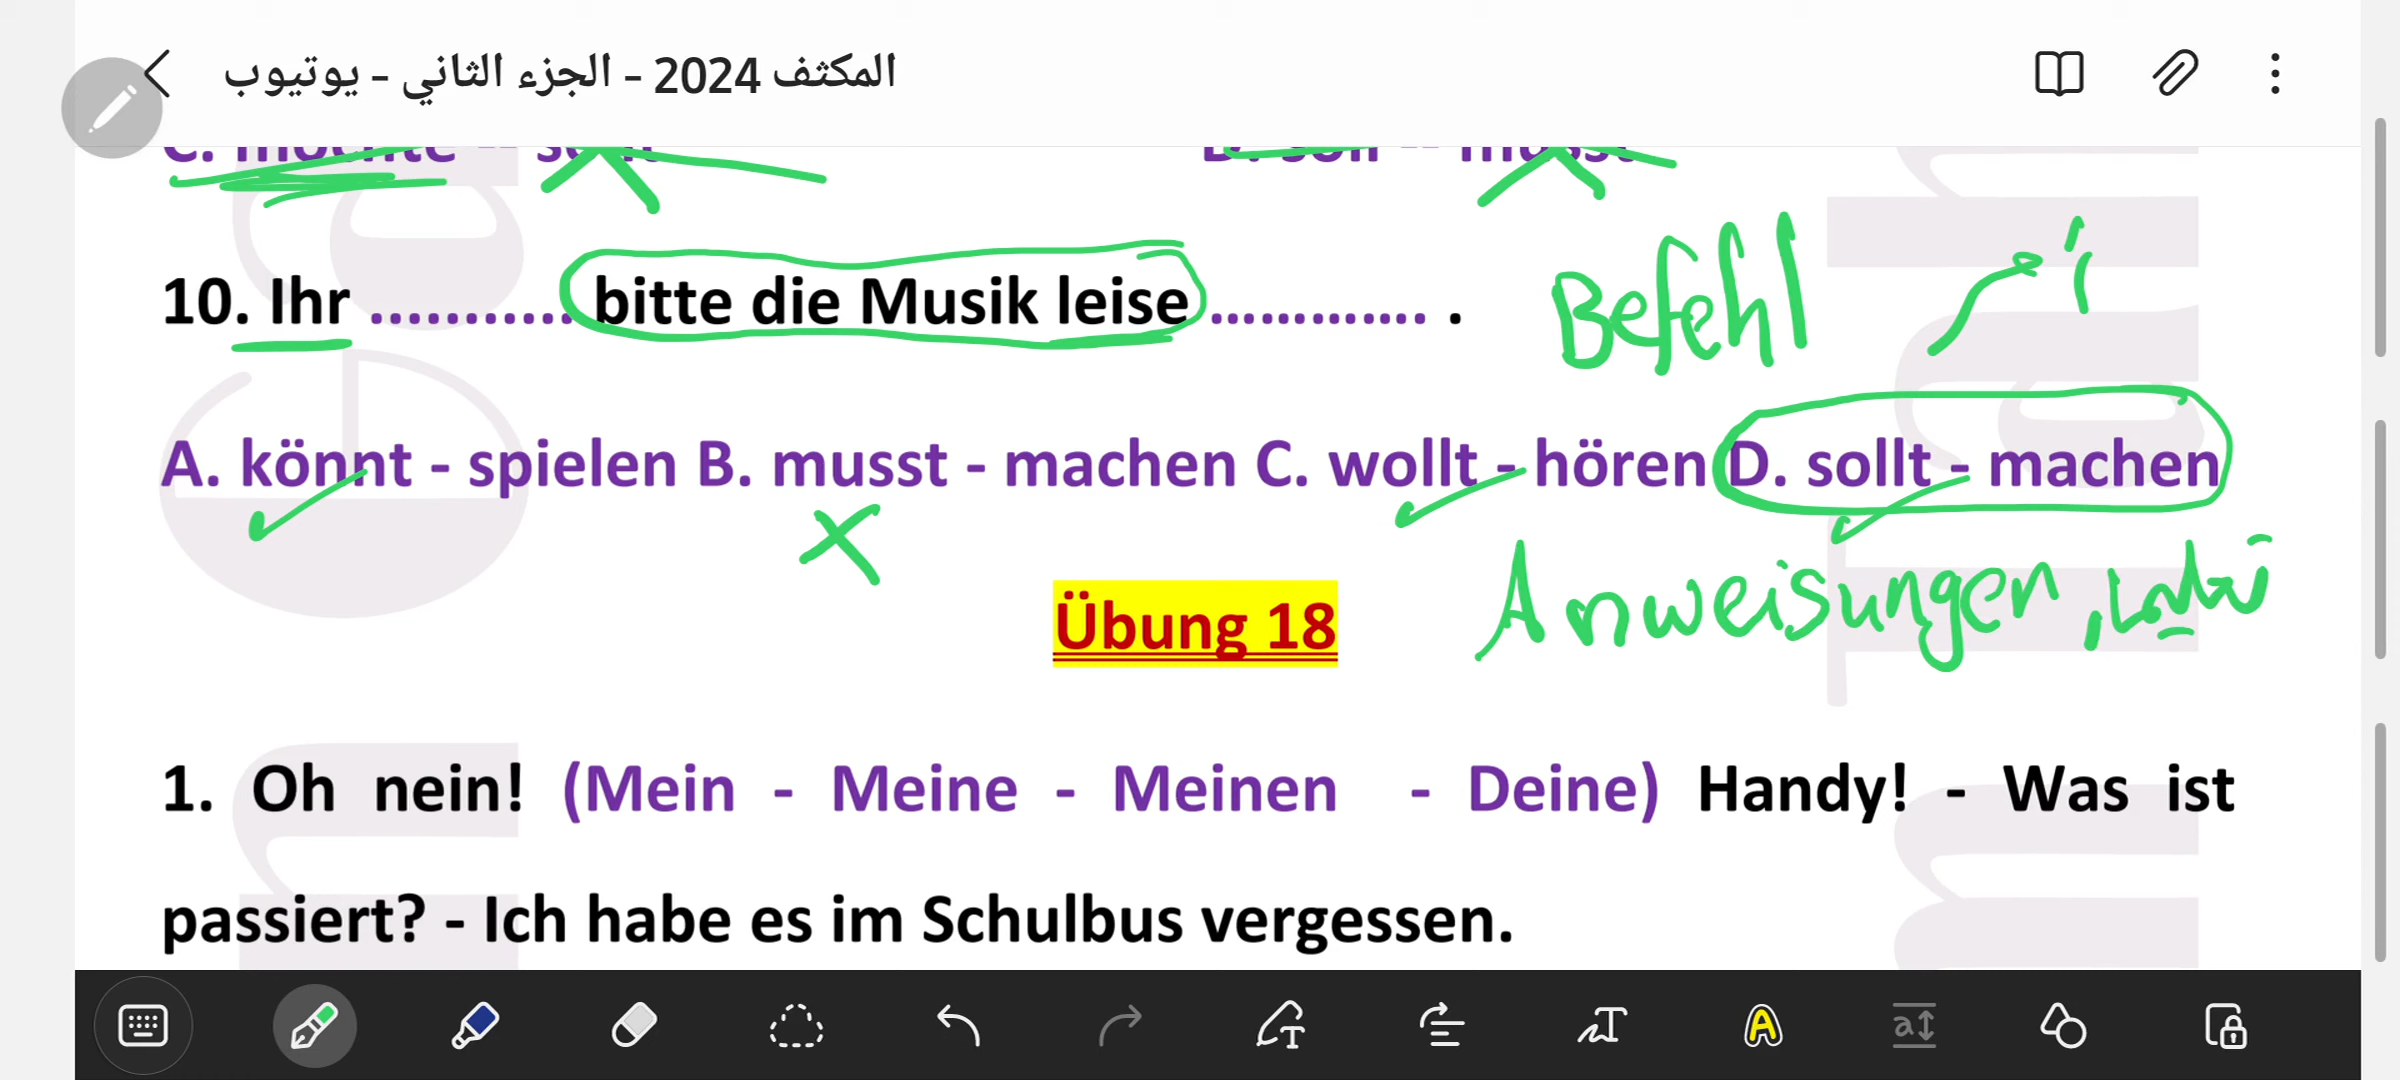 المكثف 2024 - الجزء الثاني - يوتيوب
10. Ihr ........... bitte die Musik leise .............. .
Befehl
A. könnt - spielen B. musst - machen C. wollt - hören D. sollt - machen
Anweisungen
Übung 18
1. Oh nein! (Mein - Meine - Meinen - Deine) Handy! - Was ist
passiert? - Ich habe es im Schulbus vergessen.